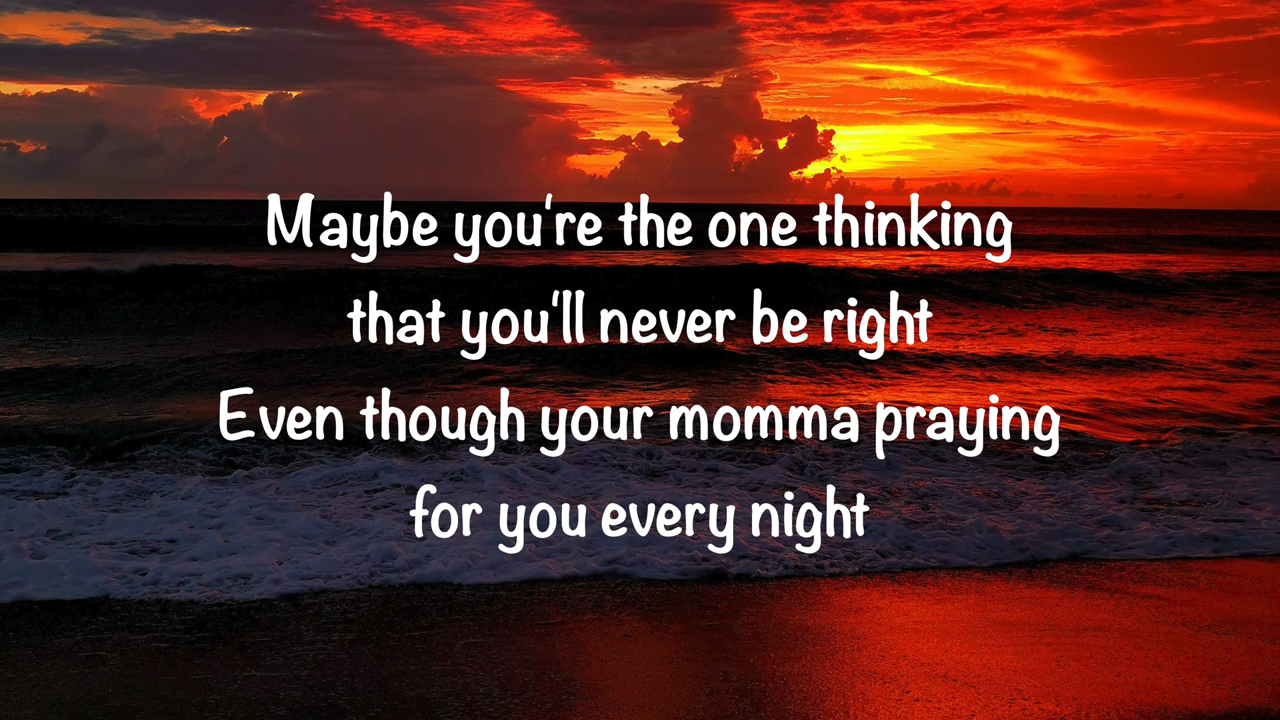 Maybe you're the one thinking
that you'll never be right
Even though your momma praying
for you every night